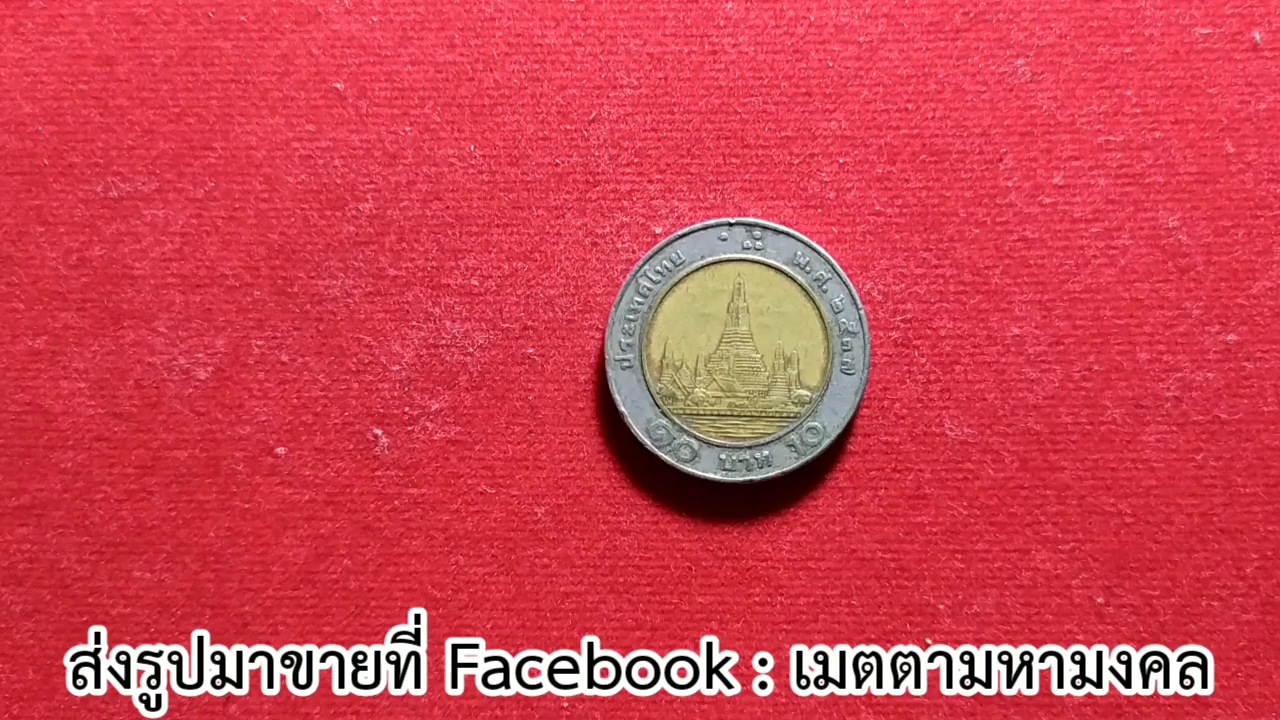 ประเทศไทย
พ.ศ. ๒๕๓๗
๑๐ บาท 10
ส่งรูปมาขายที่ Facebook : เมตตามหามงคล